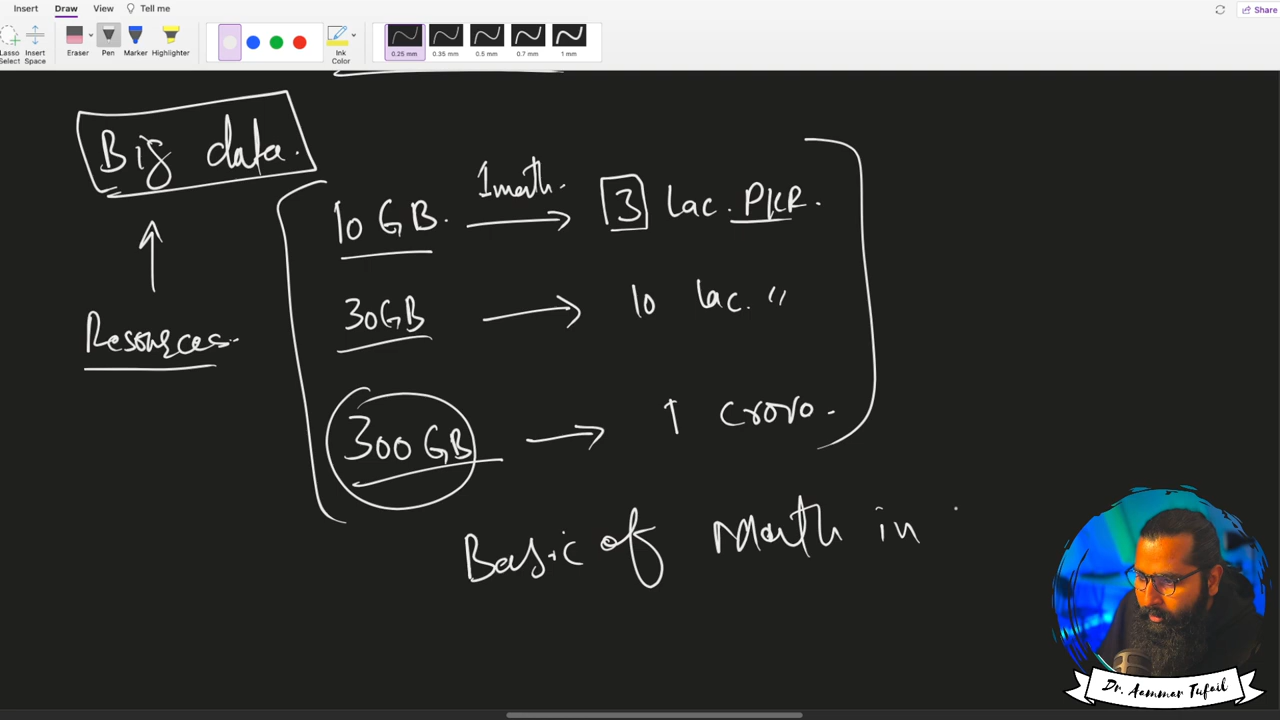 Insert Draw View Tell me Share
Lasso Select Insert Space Eraser Pen Marker Highlighter Ink Color 0.25 mm 0.35 mm 0.5 mm 0.7 mm 1 mm
Big data.
10 GB. 1 math. 3 lac. PKR.
30GB 10 lac. "
Resources.
300 GB 1 croro.
Basic of Math in
Dr. Aammar Tufail